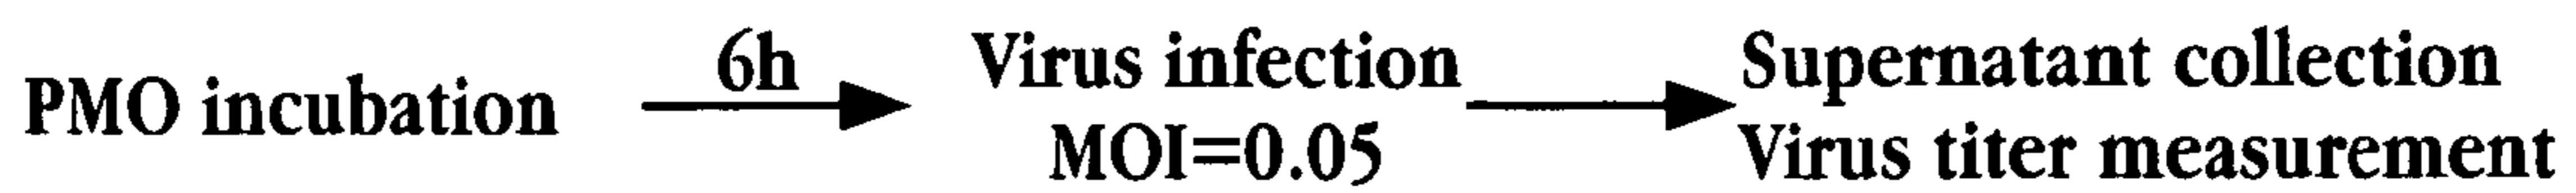 PMO incubation
6h
Virus infection
MOI=0.05
Supernatant collection
Virus titer measurement